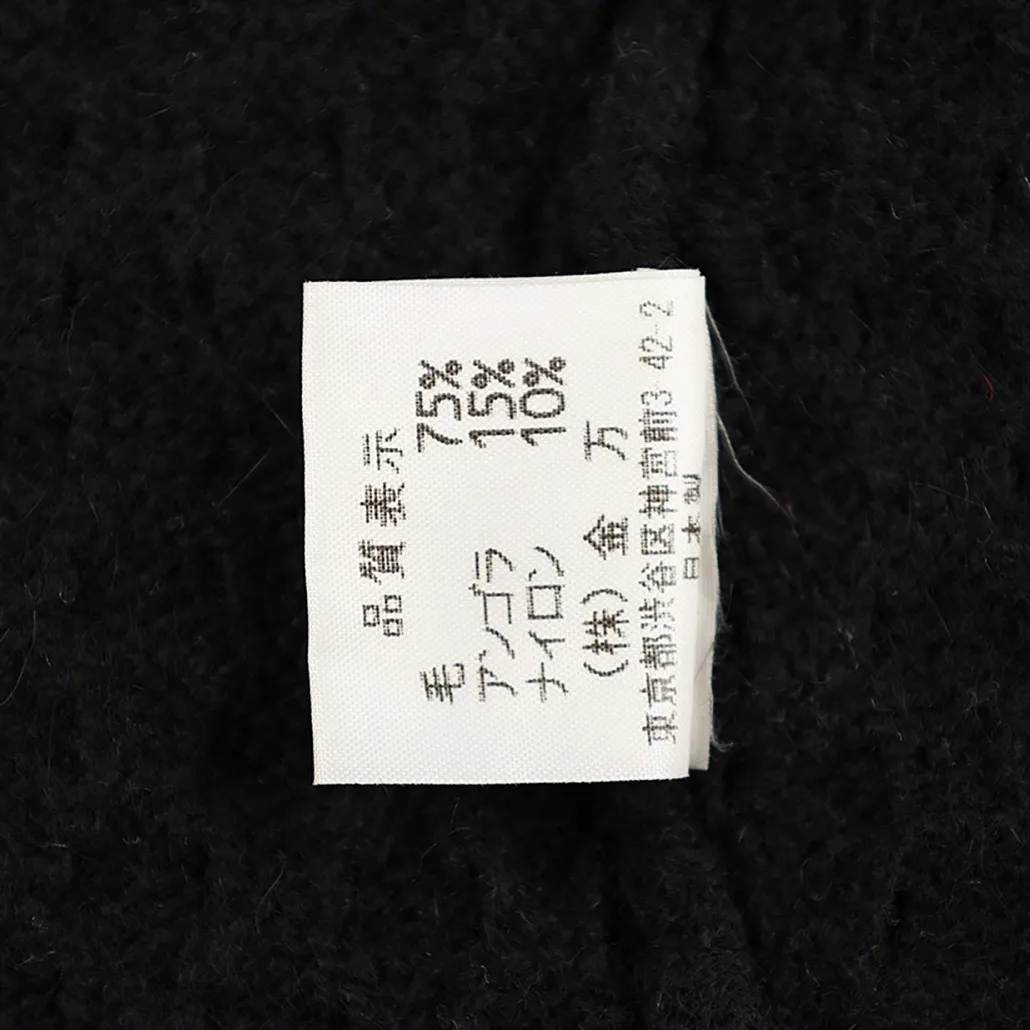 品質表示
毛 75%
アンゴラ 15%
ナイロン 10%
(株) 金 万
東京都渋谷区神宮前3-42-2
日本製